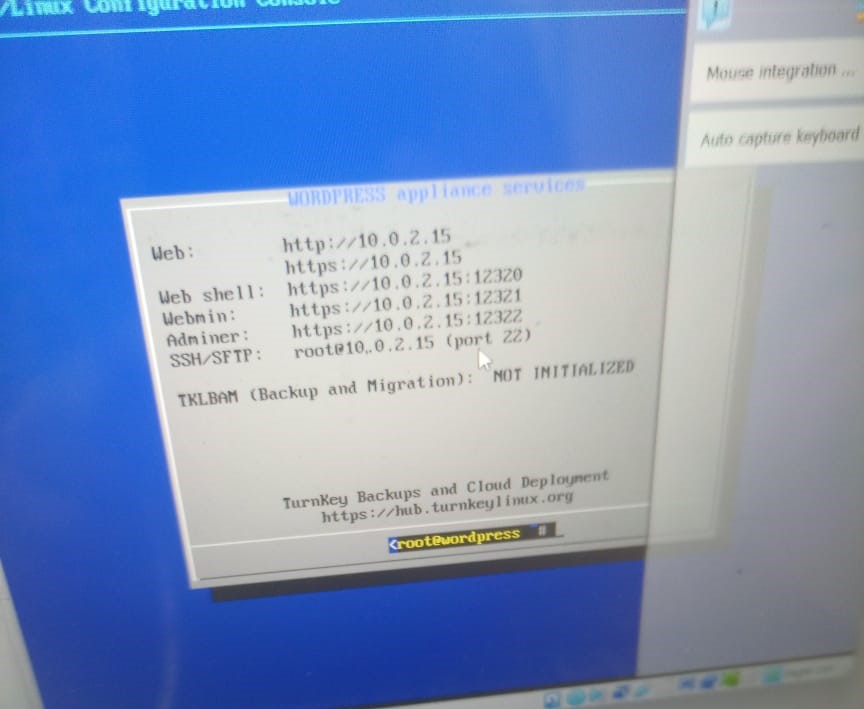 /Linux Configuration Console
Mouse integration ...
Auto capture keyboard
WORDPRESS appliance services
Web: http://10.0.2.15
https://10.0.2.15
Web shell: https://10.0.2.15:12320
Webmin: https://10.0.2.15:12321
Adminer: https://10.0.2.15:12322
SSH/SFTP: root@10.0.2.15 (port 22)
TKLBAM (Backup and Migration): NOT INITIALIZED
TurnKey Backups and Cloud Deployment
https://hub.turnkeylinux.org
<root@wordpress ~#